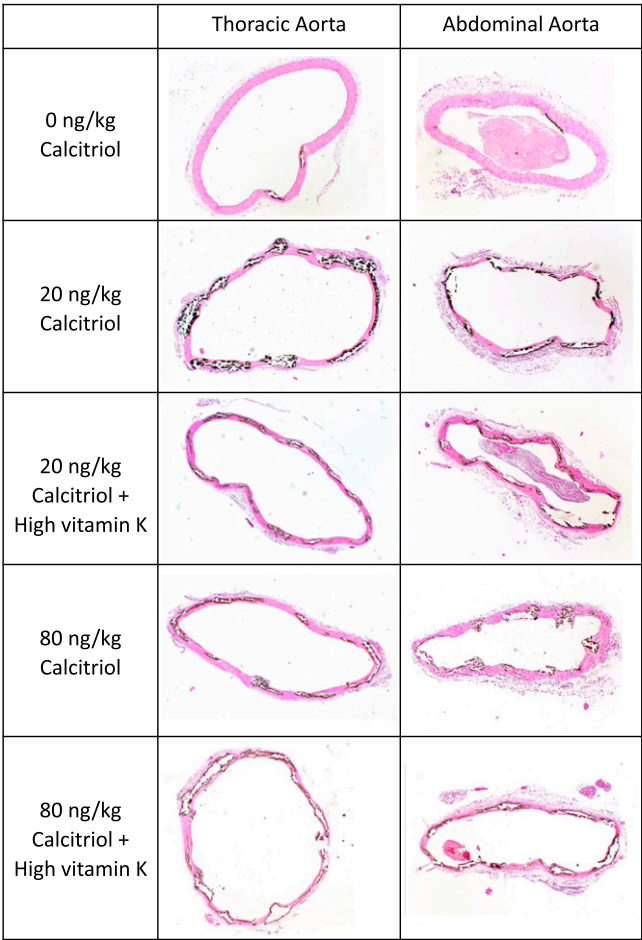 Thoracic Aorta
Abdominal Aorta
0 ng/kg
Calcitriol
20 ng/kg
Calcitriol
20 ng/kg
Calcitriol +
High vitamin K
80 ng/kg
Calcitriol
80 ng/kg
Calcitriol +
High vitamin K